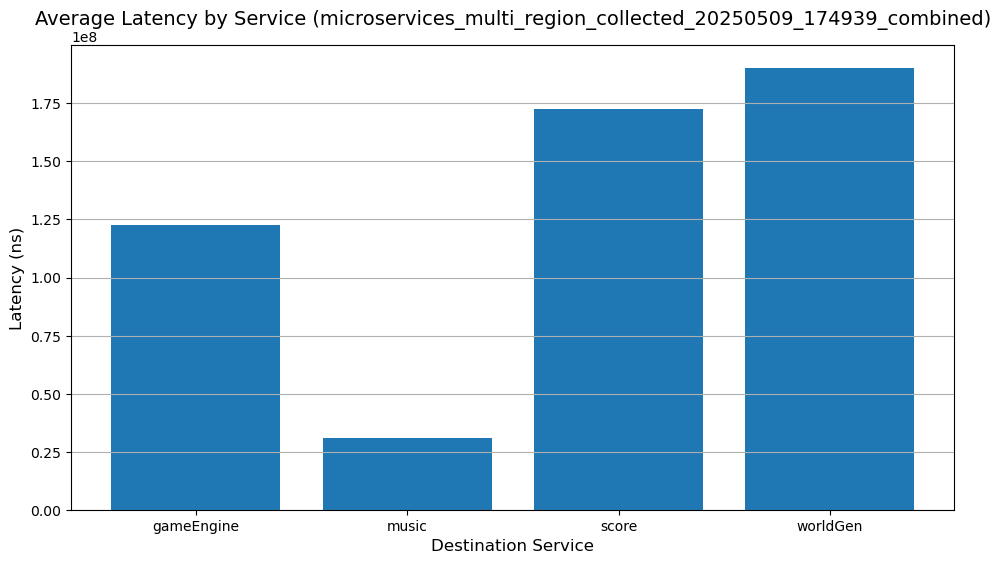 Average Latency by Service (microservices_multi_region_collected_20250509_174939_combined)
1e8
1.75
1.50
1.25
1.00
0.75
0.50
0.25
0.00
Latency (ns)
gameEngine music score worldGen
Destination Service